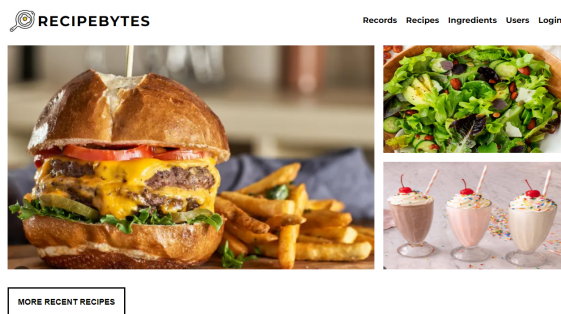 RECIPEBYTES
Records Recipes Ingredients Users Login
MORE RECENT RECIPES